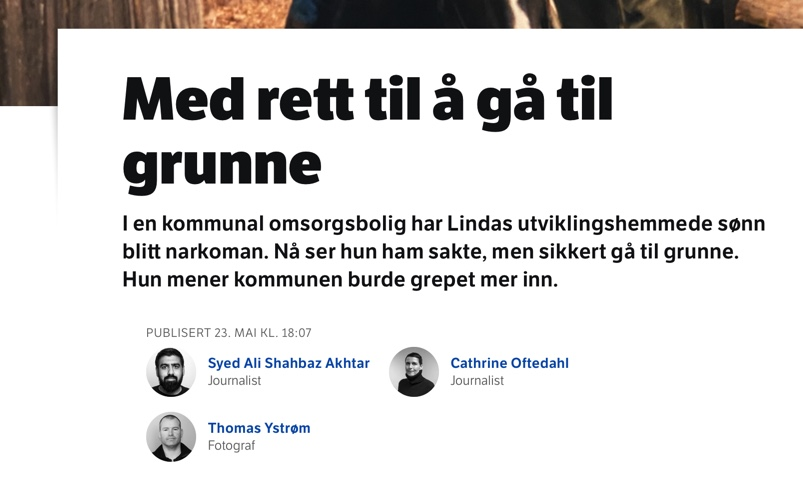 Med rett til å gå til
grunne
I en kommunal omsorgsbolig har Lindas utviklingshemmede sønn
blitt narkoman. Nå ser hun ham sakte, men sikkert gå til grunne.
Hun mener kommunen burde grepet mer inn.
PUBLISERT 23. MAI KL. 18:07
Syed Ali Shahbaz Akhtar
Journalist
Cathrine Oftedahl
Journalist
Thomas Ystrøm
Fotograf